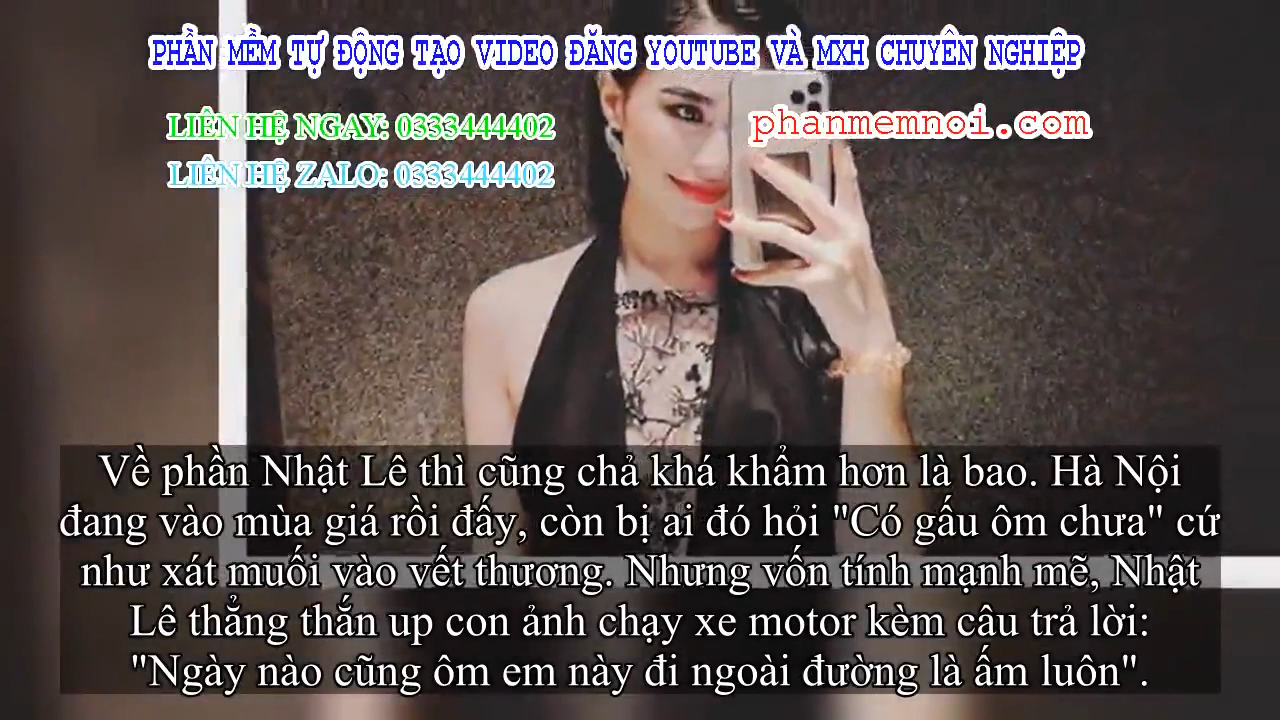 PHẦN MỀM TỰ ĐỘNG TẠO VIDEO ĐĂNG YOUTUBE VÀ MXH CHUYÊN NGHIỆP
LIÊN HỆ NGAY: 0333444402
phanmemnoi.com
LIÊN HỆ ZALO: 0333444402
Về phần Nhật Lê thì cũng chả khá khẩm hơn là bao. Hà Nội
đang vào mùa giá rồi đấy, còn bị ai đó hỏi "Có gấu ôm chưa" cứ
như xát muối vào vết thương. Nhưng vốn tính mạnh mẽ, Nhật
Lê thẳng thắn up con ảnh chạy xe motor kèm câu trả lời:
"Ngày nào cũng ôm em này đi ngoài đường là ấm luôn".